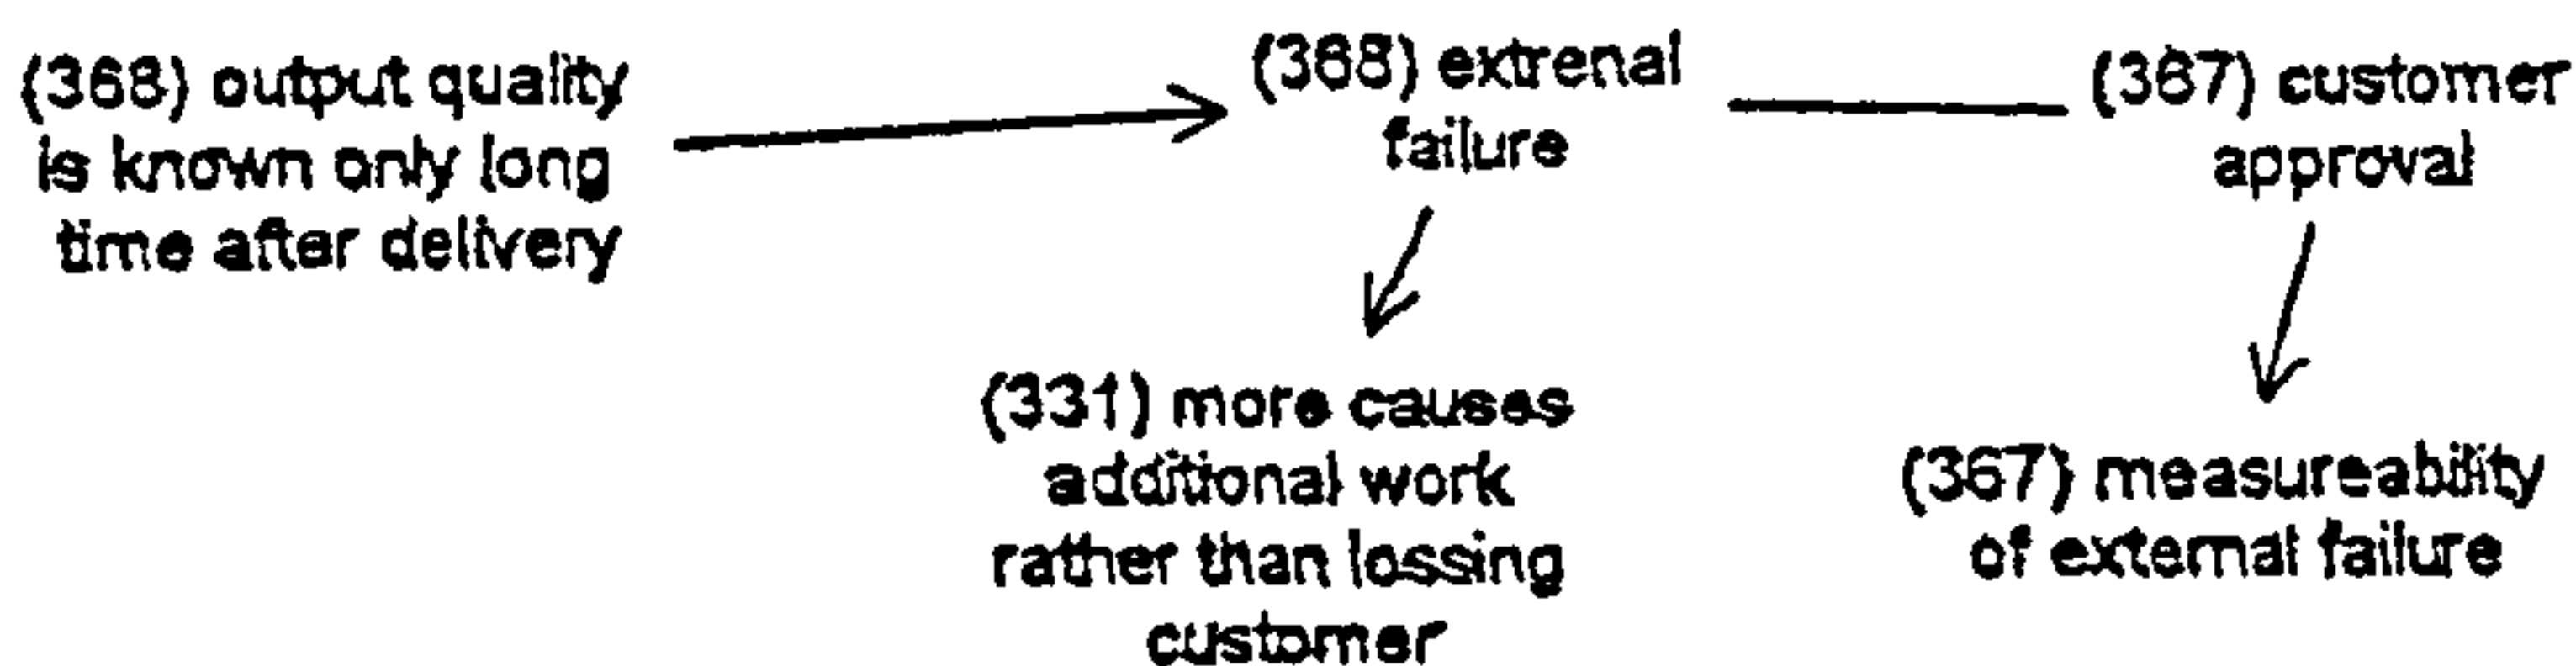 (368) output quality
is known only long
time after delivery
(368) extrenal
failure
(367) customer
approval
(331) more causes
additional work
rather than lossing
customer
(367) measureability
of external failure